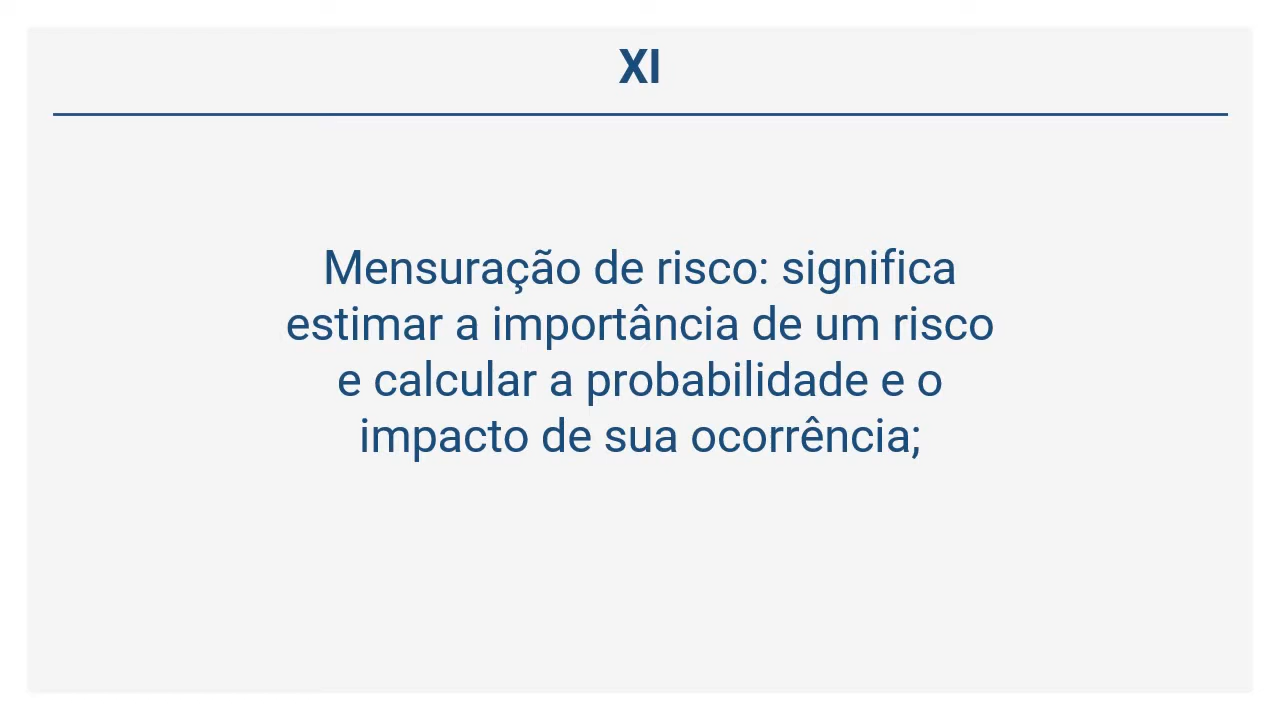 XI
Mensuração de risco: significa
estimar a importância de um risco
e calcular a probabilidade e o
impacto de sua ocorrência;